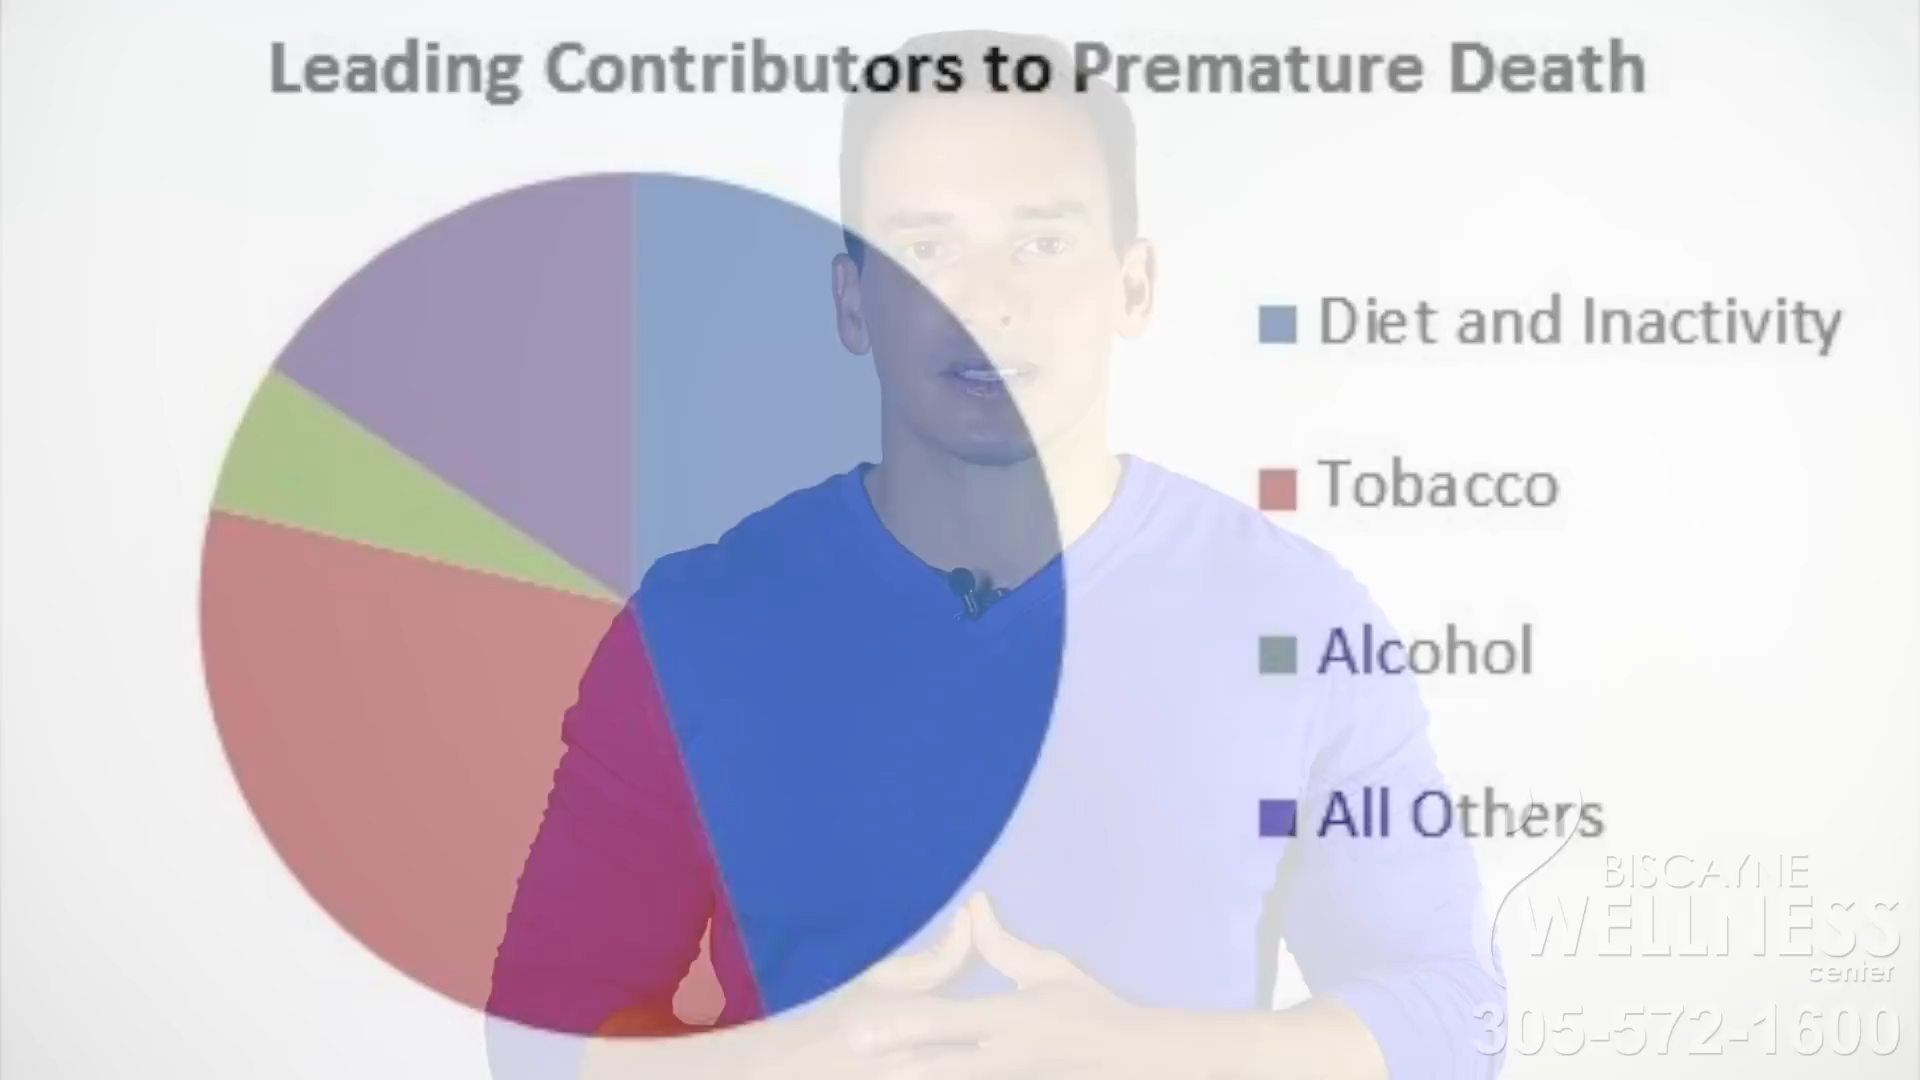 Leading Contributors to Premature Death
Diet and Inactivity
Tobacco
Alcohol
All Others
BISCAYNE
WELLNESS
center
305-572-1600